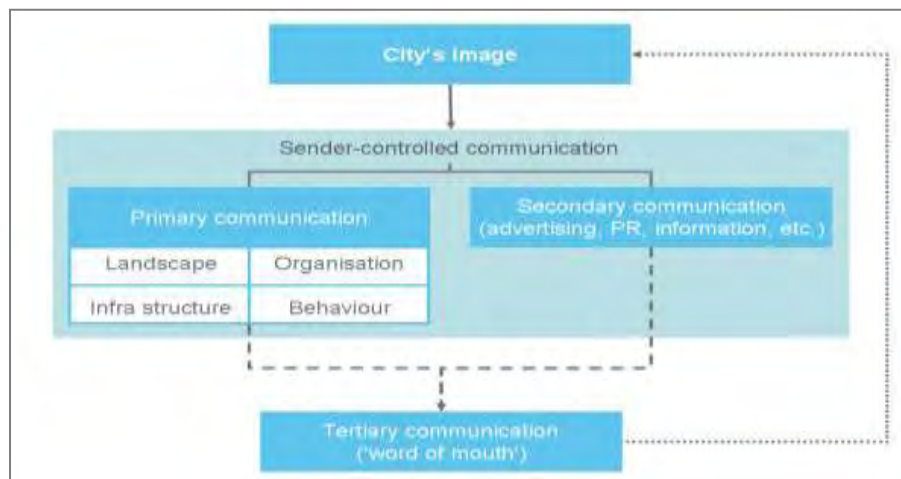 City's Image
Sender-controlled communication
Primary communication
Landscape
Organisation
Infra structure
Behaviour
Secondary communication
(advertising, PR, information, etc.)
Tertiary communication
('word of mouth')